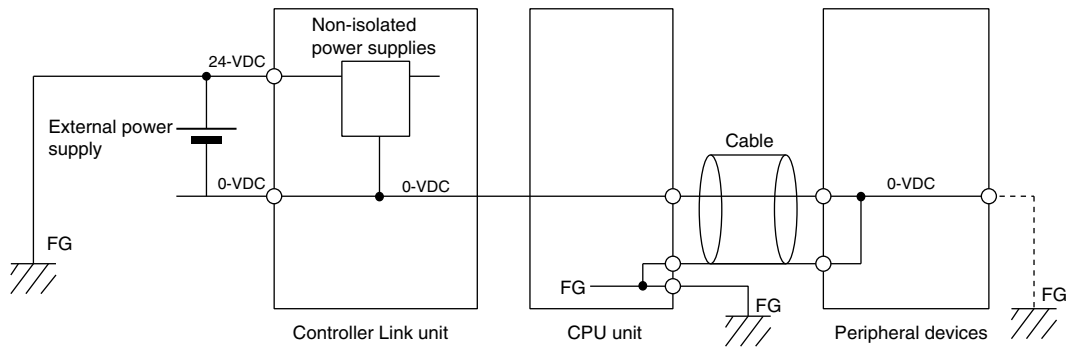 Non-isolated
power supplies
24-VDC
External power
supply
Cable
0-VDC
0-VDC
0-VDC
FG
FG
FG
FG
Controller Link unit
CPU unit
Peripheral devices